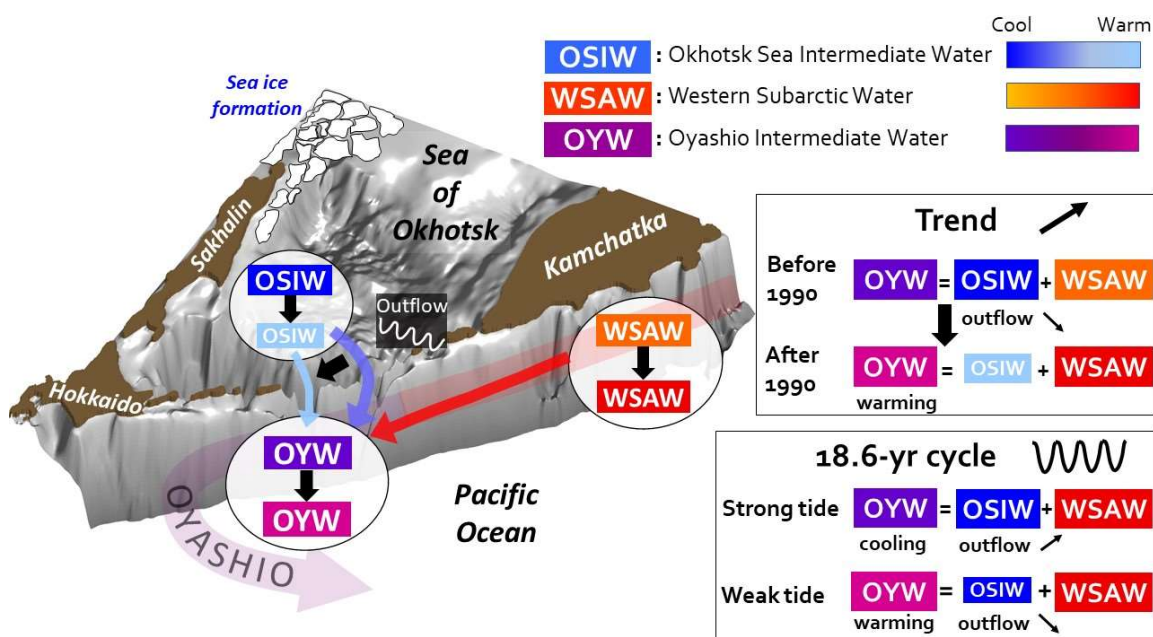 Cool Warm
OSIW : Okhotsk Sea Intermediate Water
WSAW : Western Subarctic Water
OYW : Oyashio Intermediate Water
Sea ice
formation
Sea
of
Okhotsk
Sakhalin
Kamchatka
Hokkaido
OSIW
OSIW
Outflow
WSAW
WSAW
OYW
OYW
OYASHIO
Pacific
Ocean
Trend
Before
1990
OYW = OSIW + WSAW
outflow
After
1990
OYW = OSIW + WSAW
warming
18.6-yr cycle
Strong tide OYW = OSIW + WSAW
cooling outflow
Weak tide OYW = OSIW + WSAW
warming outflow